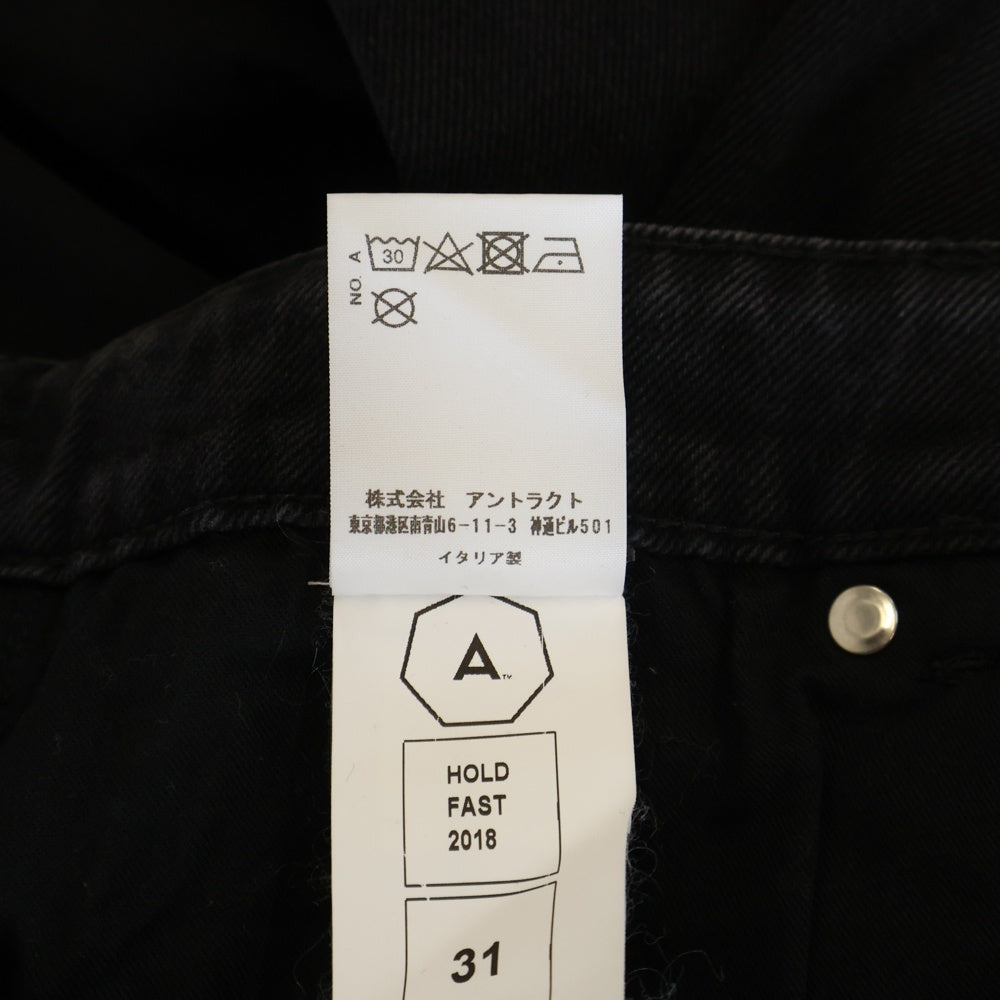 NO. A
30
株式会社 アントラクト
東京都港区南青山6-11-3 神通ビル501
イタリア製
A™
HOLD
FAST
2018
31